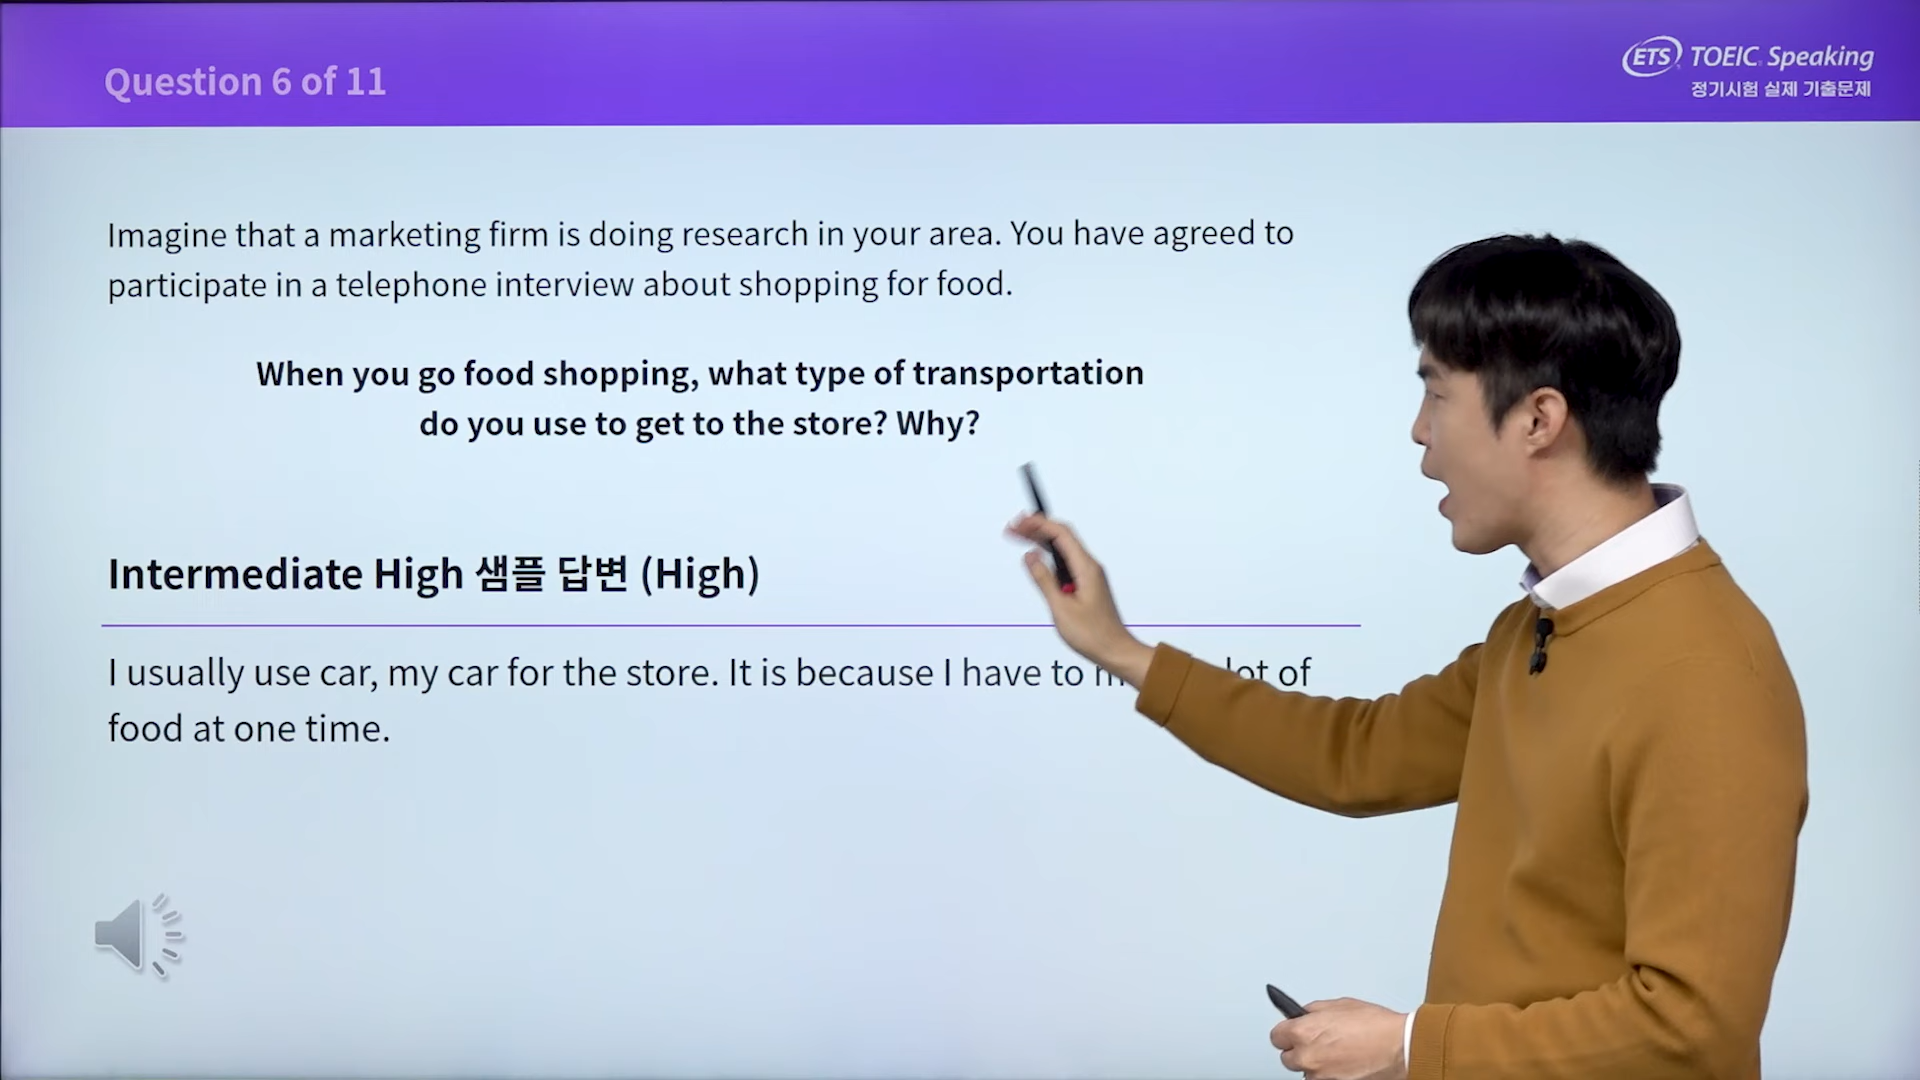 Question 6 of 11
ETS TOEIC Speaking
정기시험 실제 기출문제
Imagine that a marketing firm is doing research in your area. You have agreed to
participate in a telephone interview about shopping for food.
When you go food shopping, what type of transportation
do you use to get to the store? Why?
Intermediate High 샘플 답변 (High)
I usually use car, my car for the store. It is because I have to lot of
food at one time.